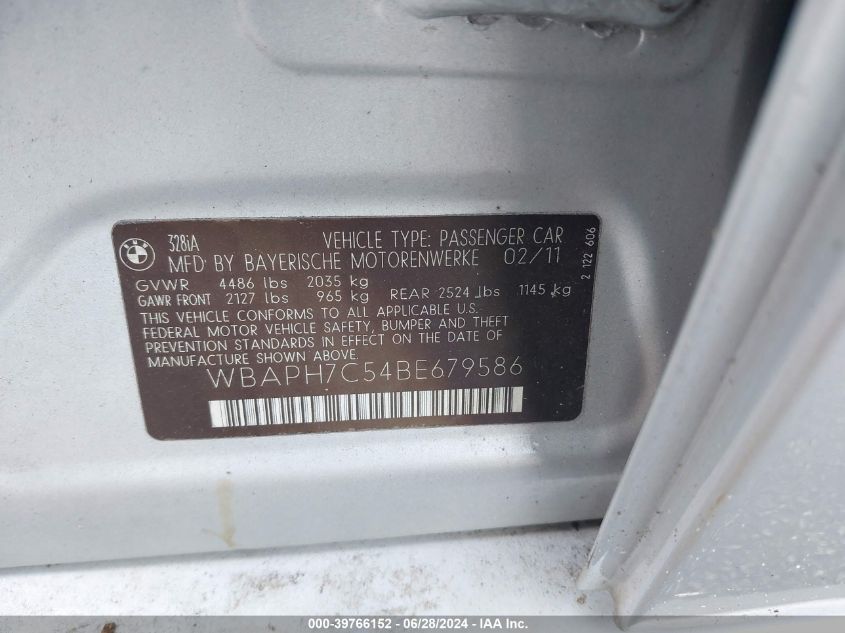 BMW
328iA VEHICLE TYPE: PASSENGER CAR
MFD BY BAYERISCHE MOTORENWERKE 02/11
GVWR 4486 lbs 2035 kg
GAWR FRONT 2127 lbs 965 kg REAR 2524 lbs 1145 kg
THIS VEHICLE CONFORMS TO ALL APPLICABLE U.S.
FEDERAL MOTOR VEHICLE SAFETY, BUMPER AND THEFT
PREVENTION STANDARDS IN EFFECT ON THE DATE OF
MANUFACTURE SHOWN ABOVE.
WBAPH7C54BE679586
2 122 606
000-39766152 - 06/28/2024 - IAA Inc.